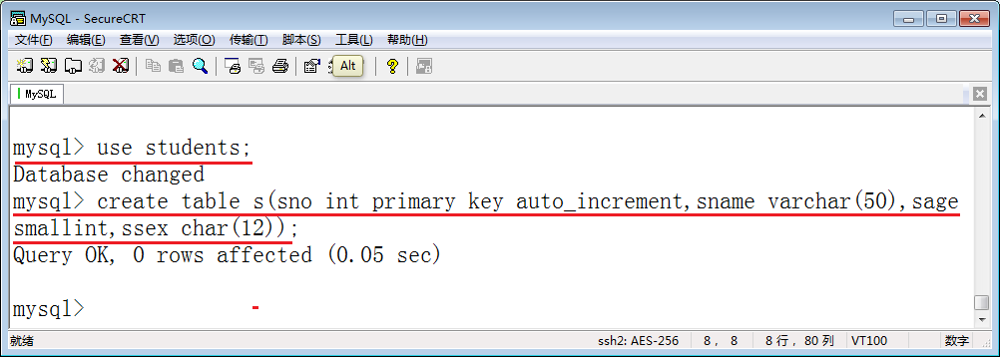 MySQL - SecureCRT
文件(F) 编辑(E) 查看(V) 选项(O) 传输(T) 脚本(S) 工具(L) 帮助(H)
Alt
MySQL
mysql> use students;
Database changed
mysql> create table s(sno int primary key auto_increment,sname varchar(50),sage
smallint,ssex char(12));
Query OK, 0 rows affected (0.05 sec)
mysql>
就绪 ssh2: AES-256 8, 8 8 行, 80 列 VT100 数字